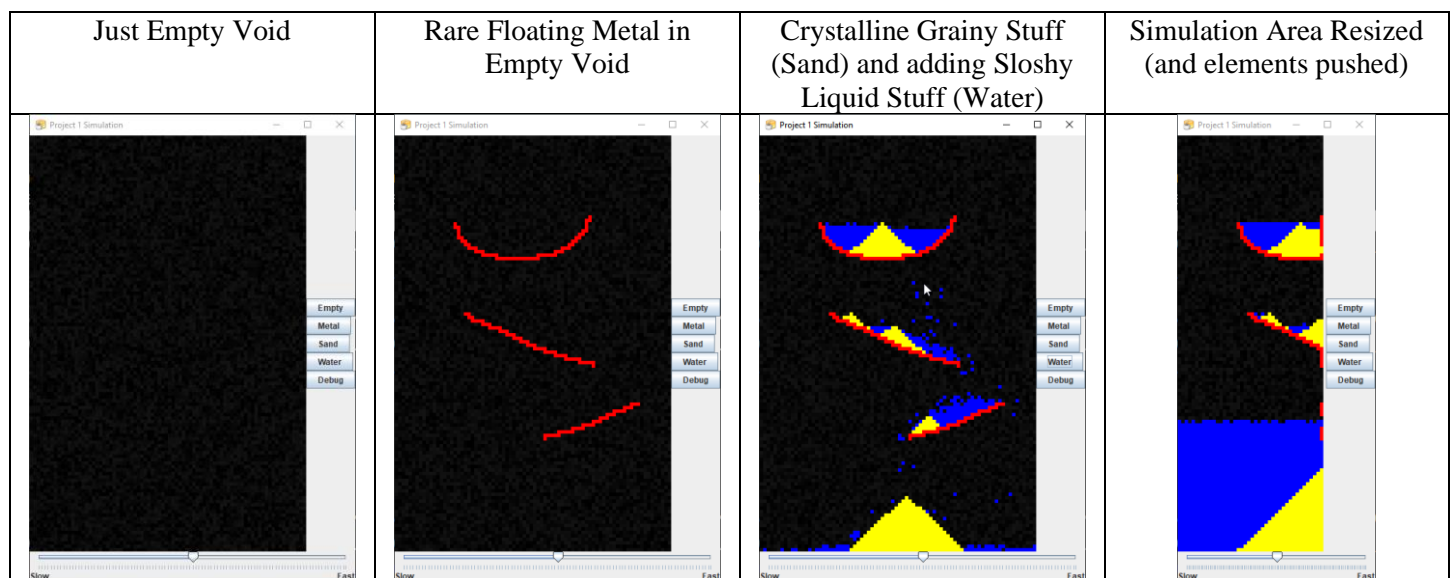 Just Empty Void
Rare Floating Metal in
Empty Void
Crystalline Grainy Stuff
(Sand) and adding Sloshy
Liquid Stuff (Water)
Simulation Area Resized
(and elements pushed)
Project 1 Simulation
Empty
Metal
Sand
Water
Debug
Slow
Fast
Project 1 Simulation
Empty
Metal
Sand
Water
Debug
Slow
Fast
Project 1 Simulation
Empty
Metal
Sand
Water
Debug
Slow
Fast
Project 1 Simulation
Empty
Metal
Sand
Water
Debug
Slow
Fast